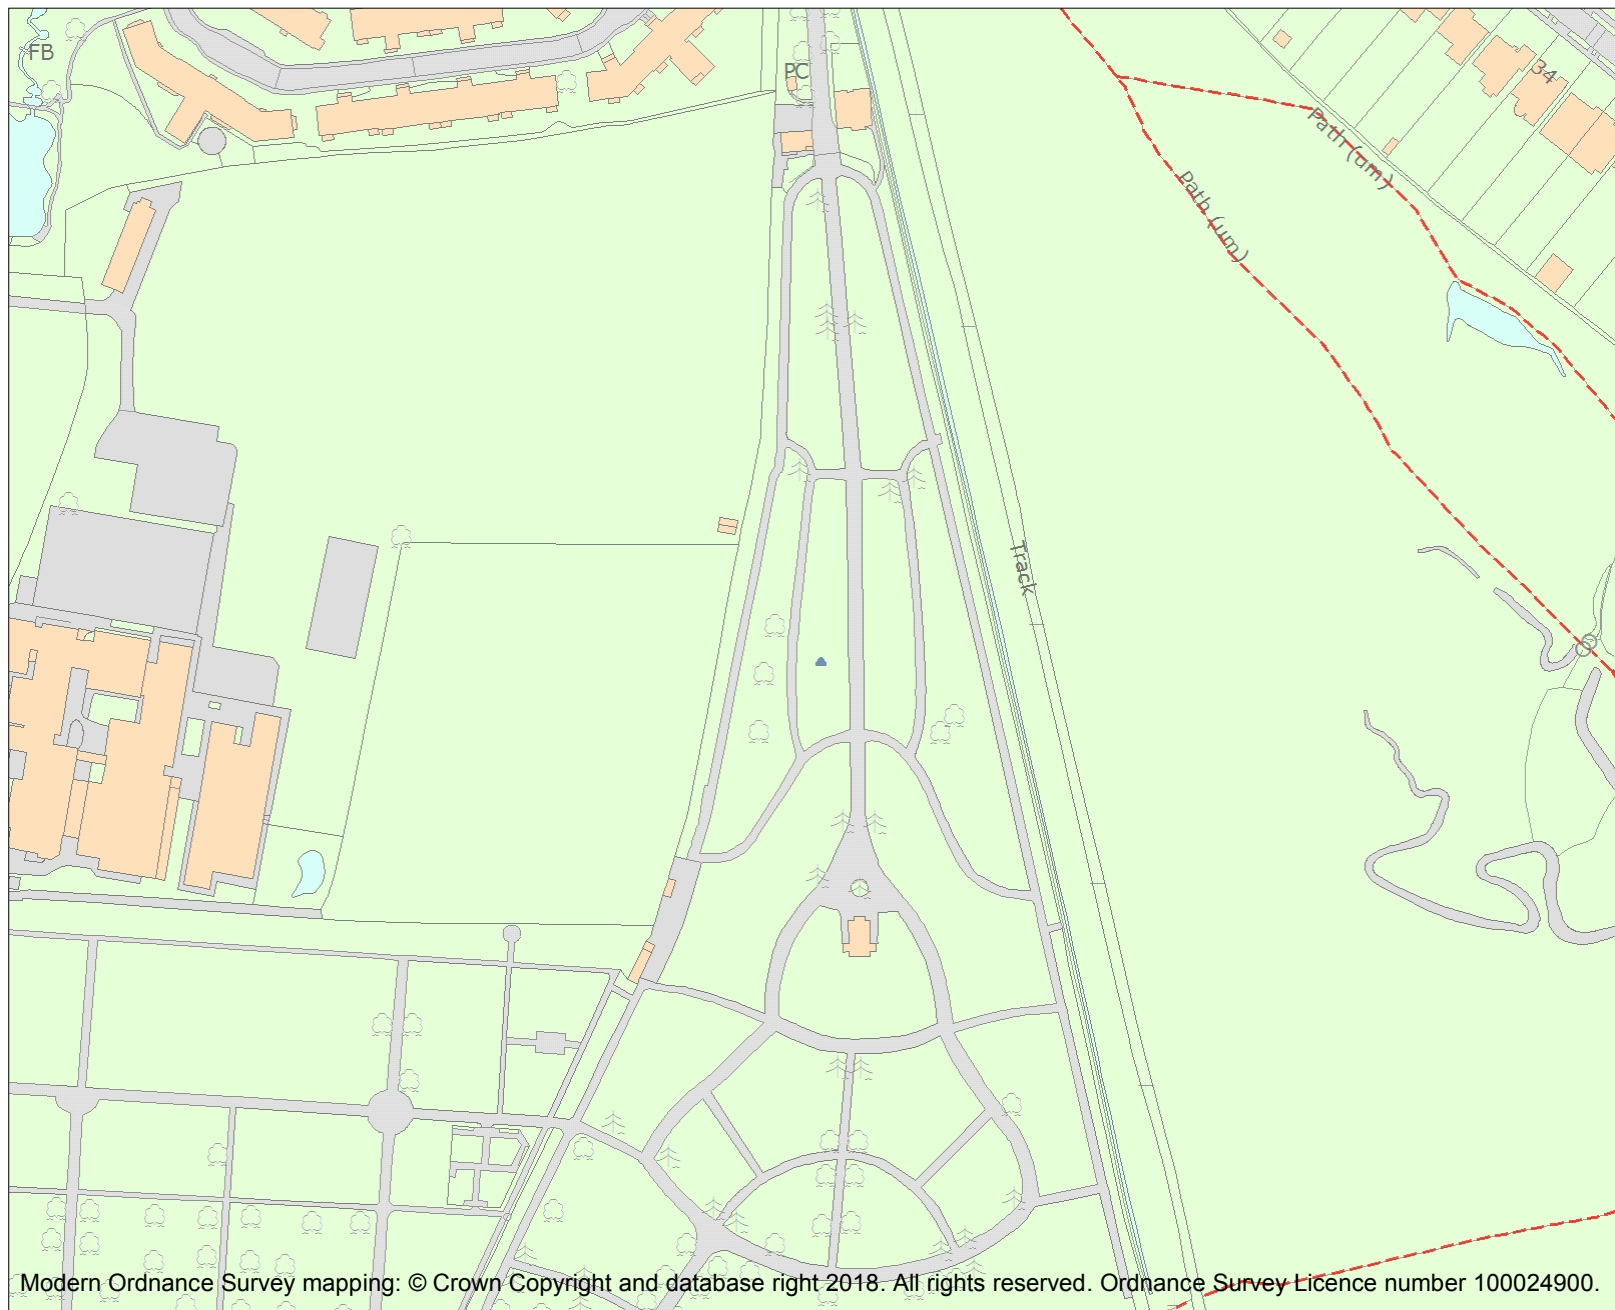 FB
PC
34
Path (um)
Path (um)
Track
Modern Ordnance Survey mapping: © Crown Copyright and database right 2018. All rights reserved. Ordnance Survey Licence number 100024900.